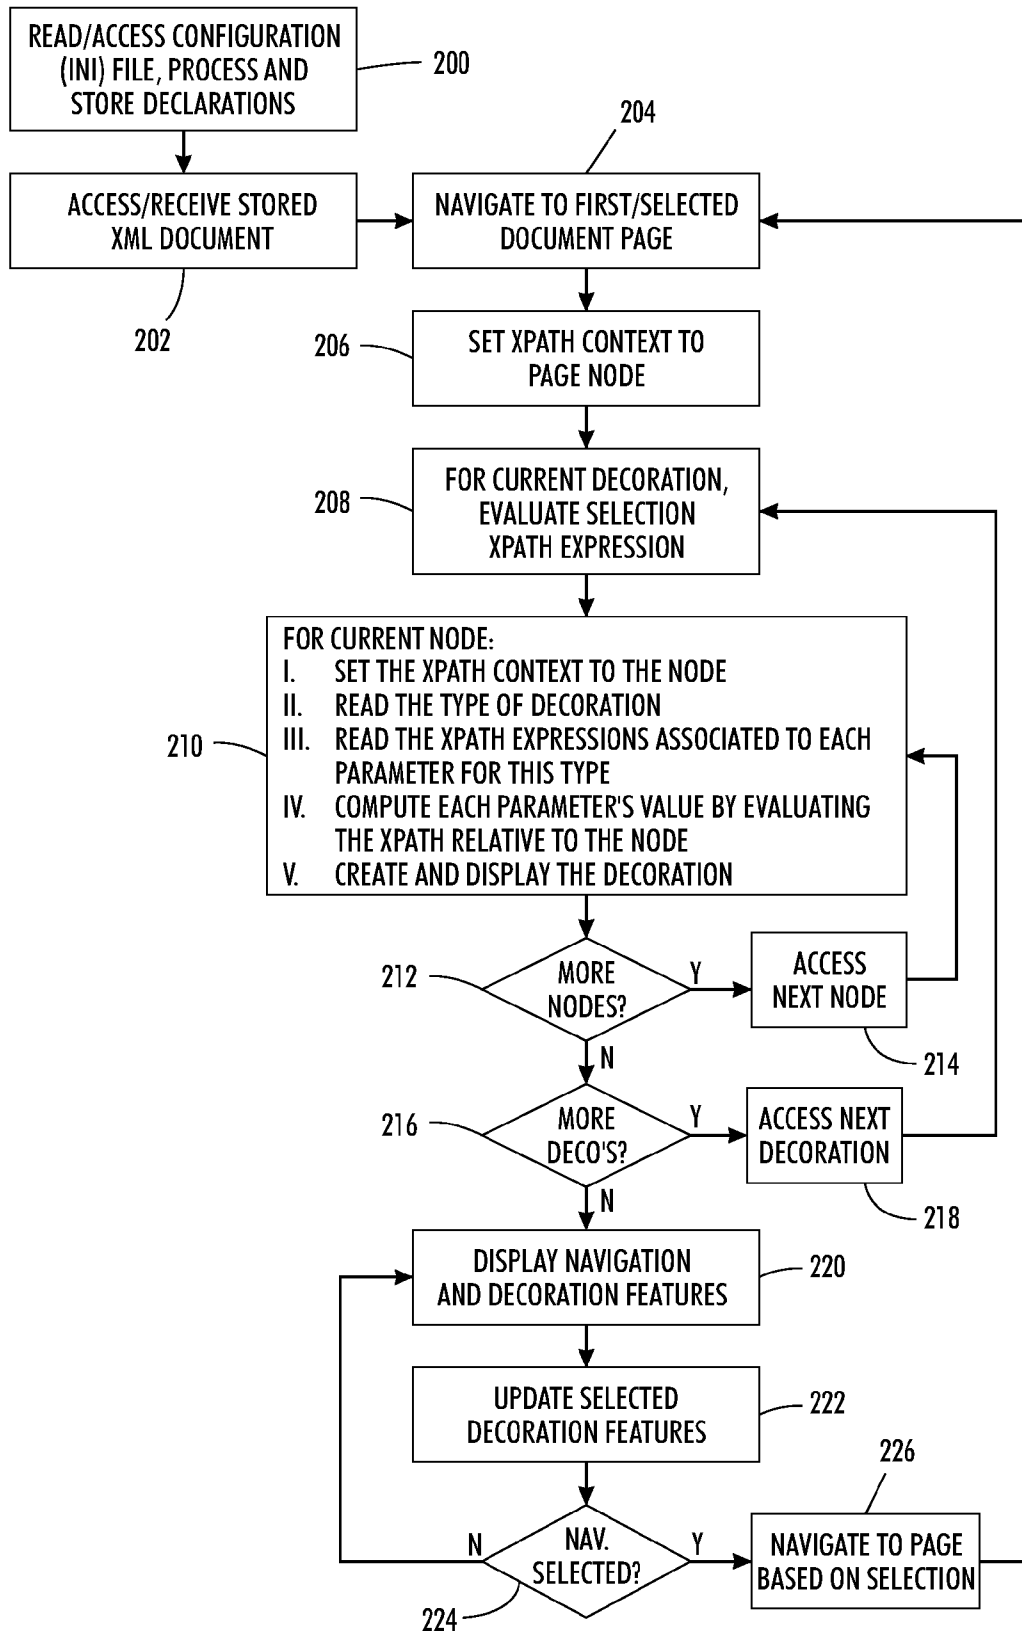 READ/ACCESS CONFIGURATION
(INI) FILE, PROCESS AND
STORE DECLARATIONS
200
ACCESS/RECEIVE STORED
XML DOCUMENT
202
204
NAVIGATE TO FIRST/SELECTED
DOCUMENT PAGE
206
SET XPATH CONTEXT TO
PAGE NODE
208
FOR CURRENT DECORATION,
EVALUATE SELECTION
XPATH EXPRESSION
210
FOR CURRENT NODE:
I. SET THE XPATH CONTEXT TO THE NODE
II. READ THE TYPE OF DECORATION
III. READ THE XPATH EXPRESSIONS ASSOCIATED TO EACH
PARAMETER FOR THIS TYPE
IV. COMPUTE EACH PARAMETER'S VALUE BY EVALUATING
THE XPATH RELATIVE TO THE NODE
V. CREATE AND DISPLAY THE DECORATION
212
MORE
NODES?
Y
N
ACCESS
NEXT NODE
214
216
MORE
DECO'S?
Y
N
ACCESS NEXT
DECORATION
218
DISPLAY NAVIGATION
AND DECORATION FEATURES
220
UPDATE SELECTED
DECORATION FEATURES
222
NAV.
SELECTED?
N
Y
224
226
NAVIGATE TO PAGE
BASED ON SELECTION